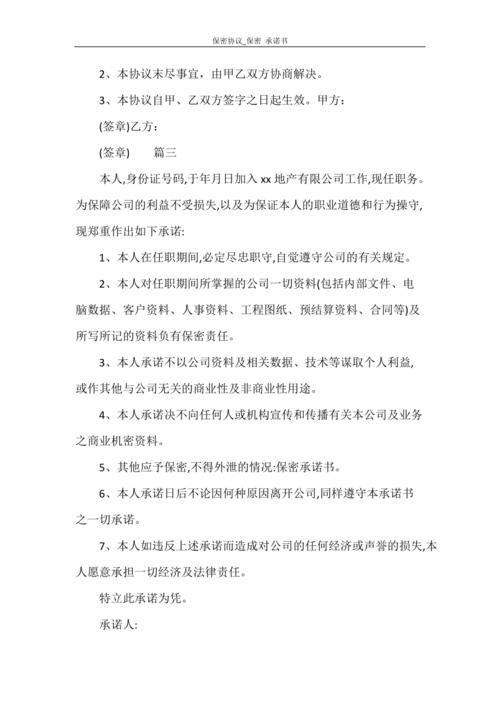 保密协议_保密 承诺书
2、本协议末尽事宜，由甲乙双方协商解决。
3、本协议自甲、乙双方签字之日起生效。甲方：
(签章)乙方：
(签章) 篇三
本人,身份证号码,于年月日加入 xx 地产有限公司工作,现任职务。
为保障公司的利益不受损失,以及为保证本人的职业道德和行为操守,
现郑重作出如下承诺:
1、本人在任职期间,必定尽忠职守,自觉遵守公司的有关规定。
2、本人对任职期间所掌握的公司一切资料(包括内部文件、电
脑数据、客户资料、人事资料、工程图纸、预结算资料、合同等)及
所写所记的资料负有保密责任。
3、本人承诺不以公司资料及相关数据、技术等谋取个人利益,
或作其他与公司无关的商业性及非商业性用途。
4、本人承诺决不向任何人或机构宣传和传播有关本公司及业务
之商业机密资料。
5、其他应予保密,不得外泄的情况:保密承诺书。
6、本人承诺日后不论因何种原因离开公司,同样遵守本承诺书
之一切承诺。
7、本人如违反上述承诺而造成对公司的任何经济或声誉的损失,本
人愿意承担一切经济及法律责任。
特立此承诺为凭。
承诺人: